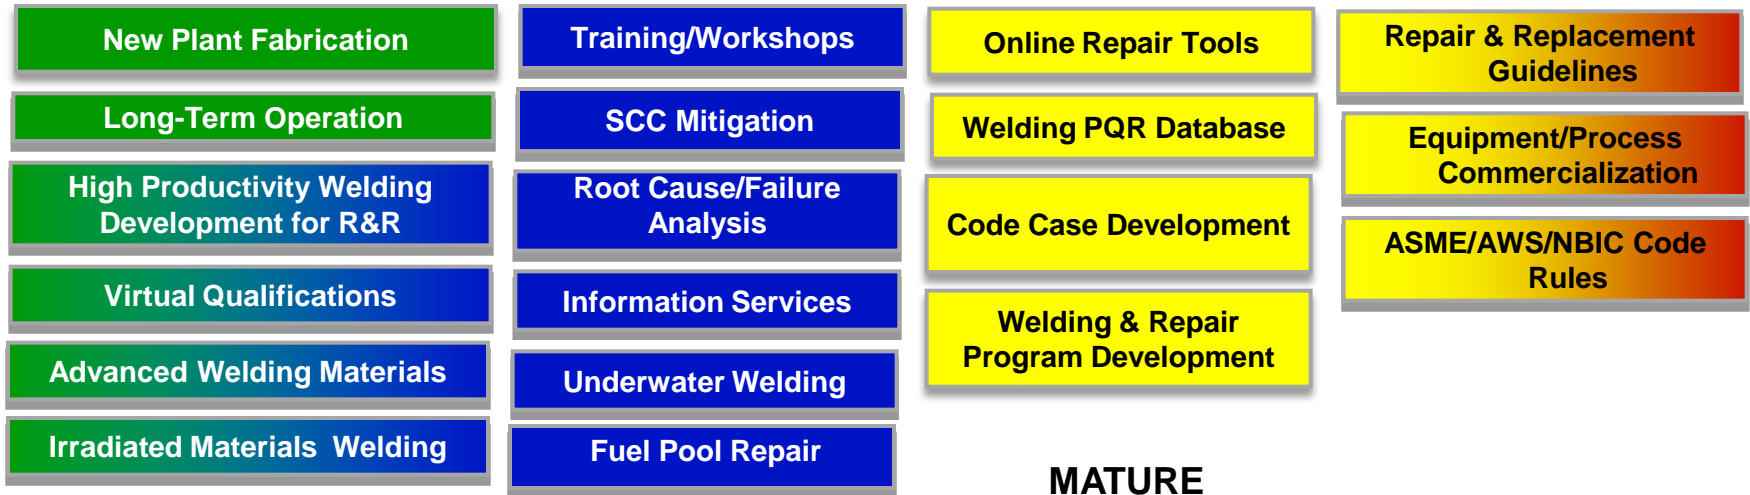 New Plant Fabrication
Long-Term Operation
High Productivity Welding
Development for R&R
Virtual Qualifications
Advanced Welding Materials
Irradiated Materials Welding
Training/Workshops
SCC Mitigation
Root Cause/Failure
Analysis
Information Services
Underwater Welding
Fuel Pool Repair
Online Repair Tools
Welding PQR Database
Code Case Development
Welding & Repair
Program Development
MATURE
Repair & Replacement
Guidelines
Equipment/Process
Commercialization
ASME/AWS/NBIC Code
Rules